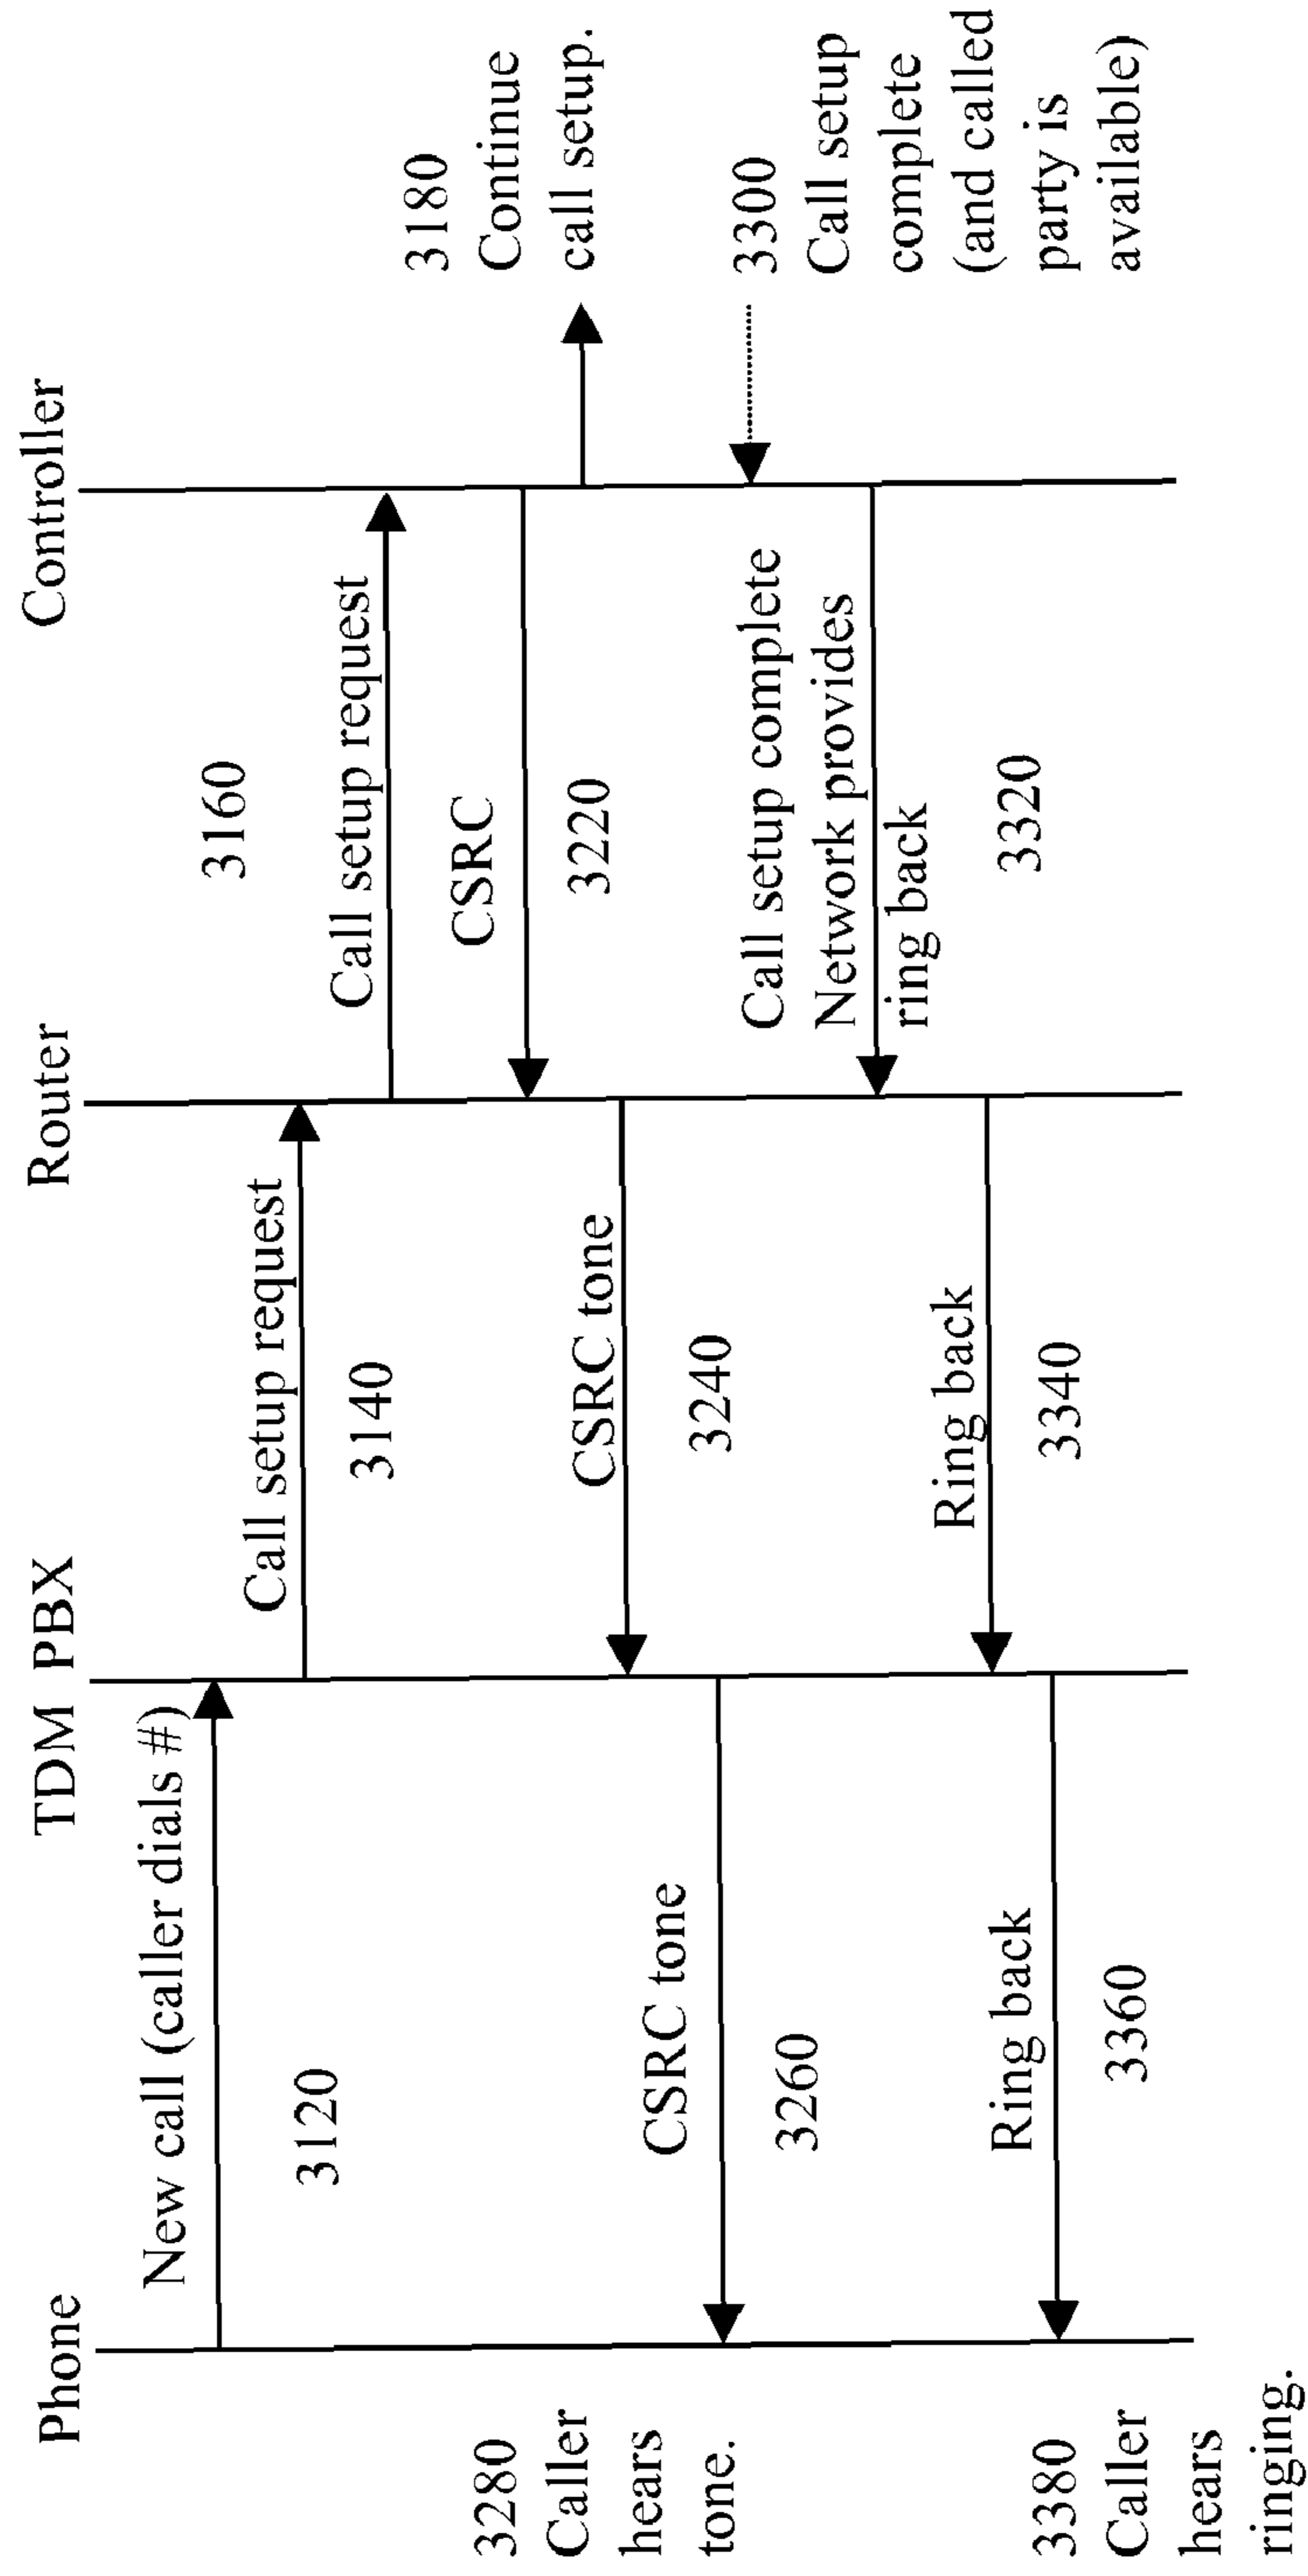 Phone
TDM PBX
Router
Controller
New call (caller dials #)
3120
Call setup request
3140
3160
Call setup request
3180
Continue
call setup.
CSRC
3220
CSRC tone
3240
CSRC tone
3260
3280
Caller
hears
tone.
3300
Call setup
complete
(and called
party is
available)
Call setup complete
Network provides
ring back
3320
Ring back
3340
Ring back
3360
3380
Caller
hears
ringing.